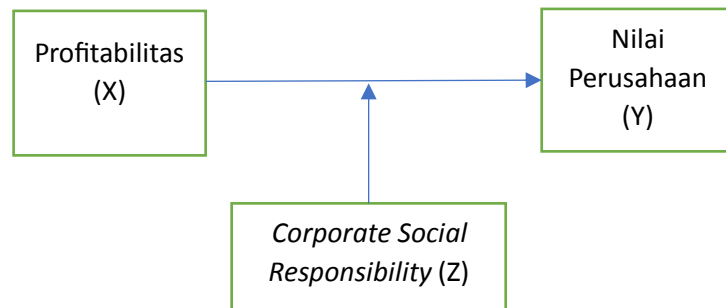 Profitabilitas
(X)
Nilai
Perusahaan
(Y)
Corporate Social
Responsibility (Z)